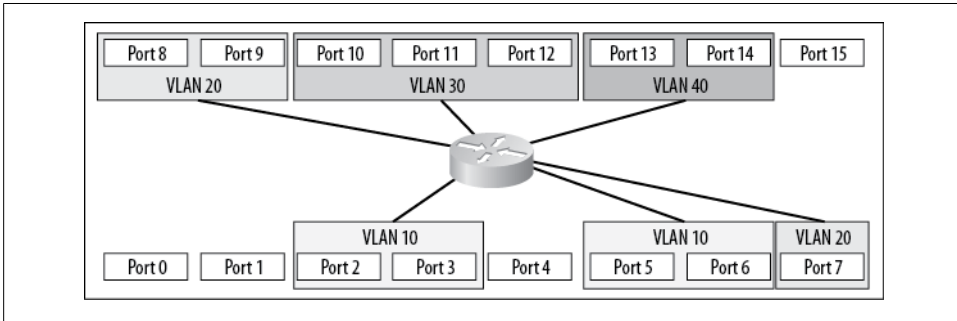 Port 8 Port 9 Port 10 Port 11 Port 12 Port 13 Port 14 Port 15
VLAN 20 VLAN 30 VLAN 40
VLAN 10 VLAN 10 VLAN 20
Port 0 Port 1 Port 2 Port 3 Port 4 Port 5 Port 6 Port 7